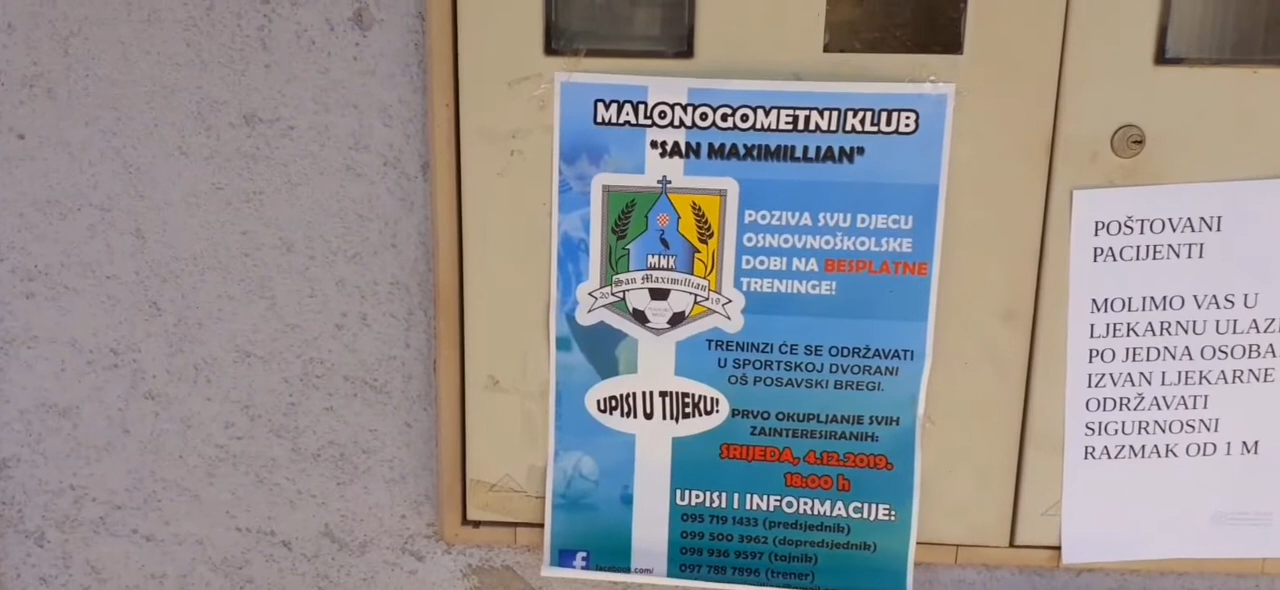 MALONOGOMETNI KLUB
"SAN MAXIMILLIAN"
POZIVA SVU DJECU
OSNOVNOŠKOLSKE
DOBI NA BESPLATNE
TRENINGE!
MNK
San Maximillian
20 19
TRENINZI ĆE SE ODRŽAVATI
U SPORTSKOJ DVORANI
OŠ POSAVSKI BREGI.
UPISI U TIJEKU!
PRVO OKUPLJANJE SVIH
ZAINTERESIRANIH:
SRIJEDA, 4.12.2019.
18:00 h
UPISI I INFORMACIJE:
095 719 1433 (predsjednik)
099 500 3962 (dopredsjednik)
098 936 9597 (tajnik)
097 788 7896 (trener)
f facebook.com/
POŠTOVANI
PACIJENTI
MOLIMO VAS U
LJEKARNU ULAZI
PO JEDNA OSOBA
IZVAN LJEKARNE
ODRŽAVATI
SIGURNOSNI
RAZMAK OD 1 M